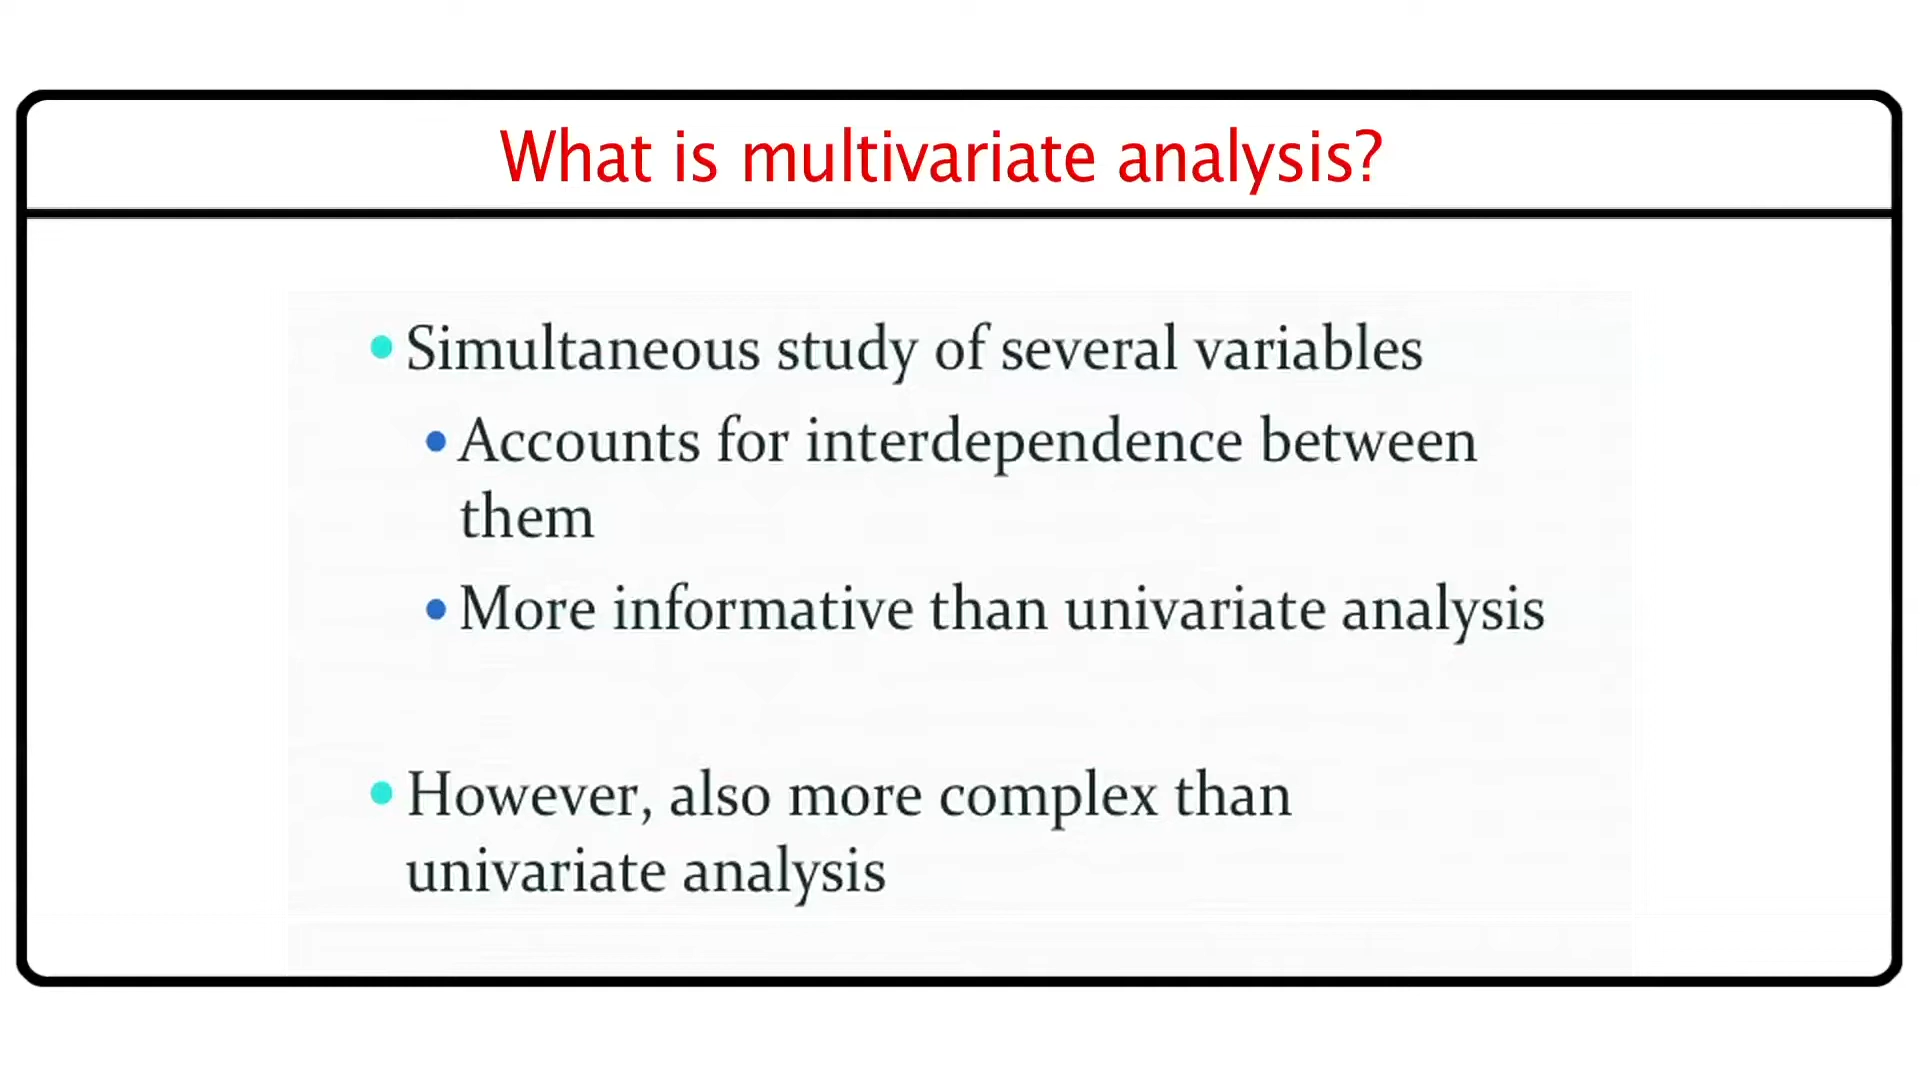 What is multivariate analysis?
Simultaneous study of several variables
Accounts for interdependence between
them
More informative than univariate analysis
However, also more complex than
univariate analysis